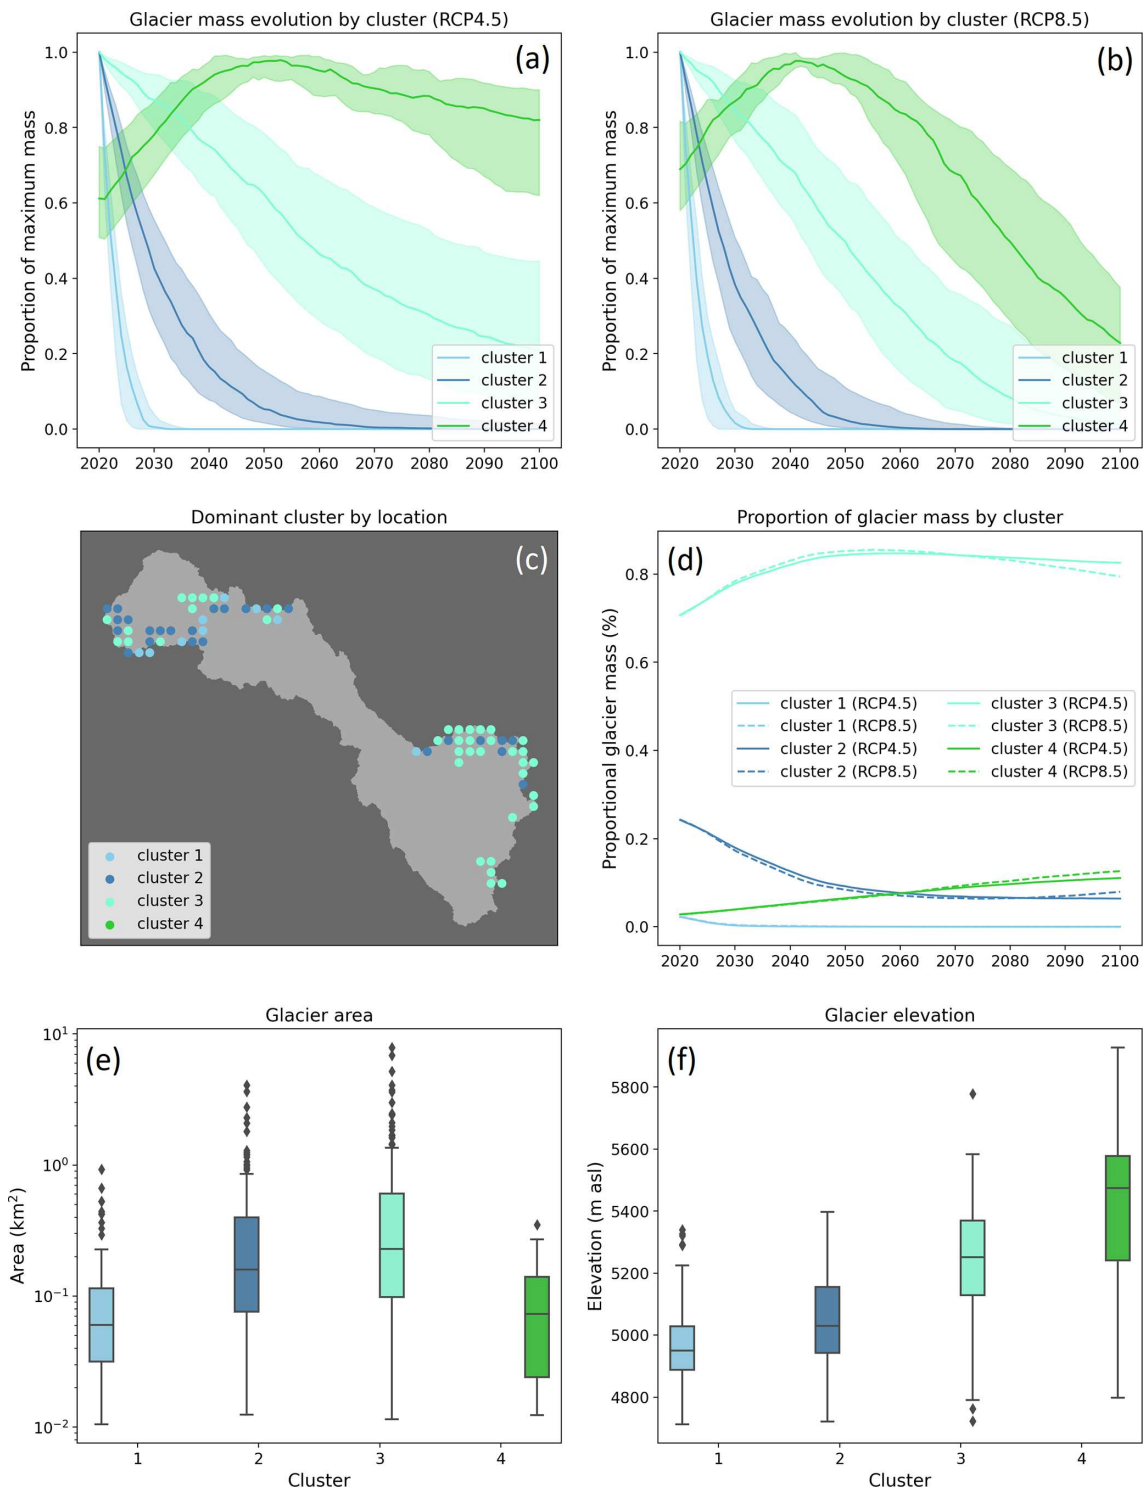 Glacier mass evolution by cluster (RCP4.5)
(a)
Proportion of maximum mass
1.0
0.8
0.6
0.4
0.2
0.0
2020 2030 2040 2050 2060 2070 2080 2090 2100
cluster 1
cluster 2
cluster 3
cluster 4
Glacier mass evolution by cluster (RCP8.5)
(b)
Proportion of maximum mass
1.0
0.8
0.6
0.4
0.2
0.0
2020 2030 2040 2050 2060 2070 2080 2090 2100
cluster 1
cluster 2
cluster 3
cluster 4
Dominant cluster by location
(c)
cluster 1
cluster 2
cluster 3
cluster 4
Proportion of glacier mass by cluster
(d)
Proportional glacier mass (%)
0.8
0.6
0.4
0.2
0.0
cluster 1 (RCP4.5) cluster 3 (RCP4.5)
cluster 1 (RCP8.5) cluster 3 (RCP8.5)
cluster 2 (RCP4.5) cluster 4 (RCP4.5)
cluster 2 (RCP8.5) cluster 4 (RCP8.5)
2020 2030 2040 2050 2060 2070 2080 2090 2100
Glacier area
(e)
Area (km²)
10¹
10⁰
10⁻¹
10⁻²
1 2 3 4
Cluster
Glacier elevation
(f)
Elevation (m asl)
5800
5600
5400
5200
5000
4800
1 2 3 4
Cluster